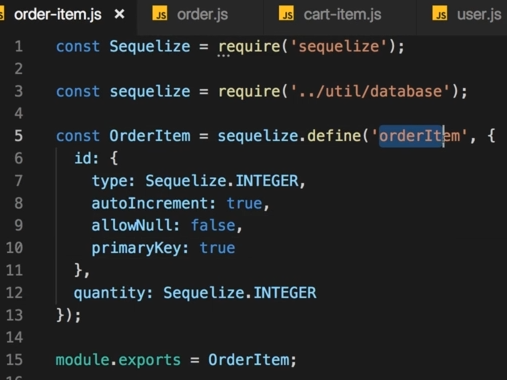 order-item.js × JS order.js JS cart-item.js JS user.js
1 const Sequelize = require('sequelize');
2
3 const sequelize = require('../util/database');
4
5 const OrderItem = sequelize.define('orderItem', {
6 id: {
7 type: Sequelize.INTEGER,
8 autoIncrement: true,
9 allowNull: false,
10 primaryKey: true
11 },
12 quantity: Sequelize.INTEGER
13 });
14
15 module.exports = OrderItem;